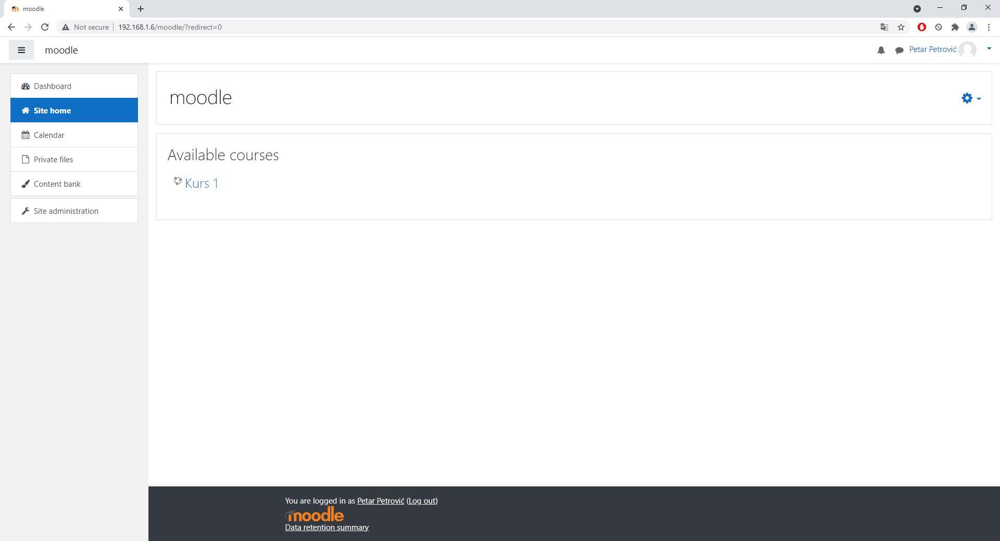 moodle
Not secure
192.168.1.6/moodle/?redirect=0
moodle
Petar Petrović
Dashboard
Site home
Calendar
Private files
Content bank
Site administration
moodle
Available courses
Kurs 1
You are logged in as Petar Petrović (Log out)
moodle
Data retention summary